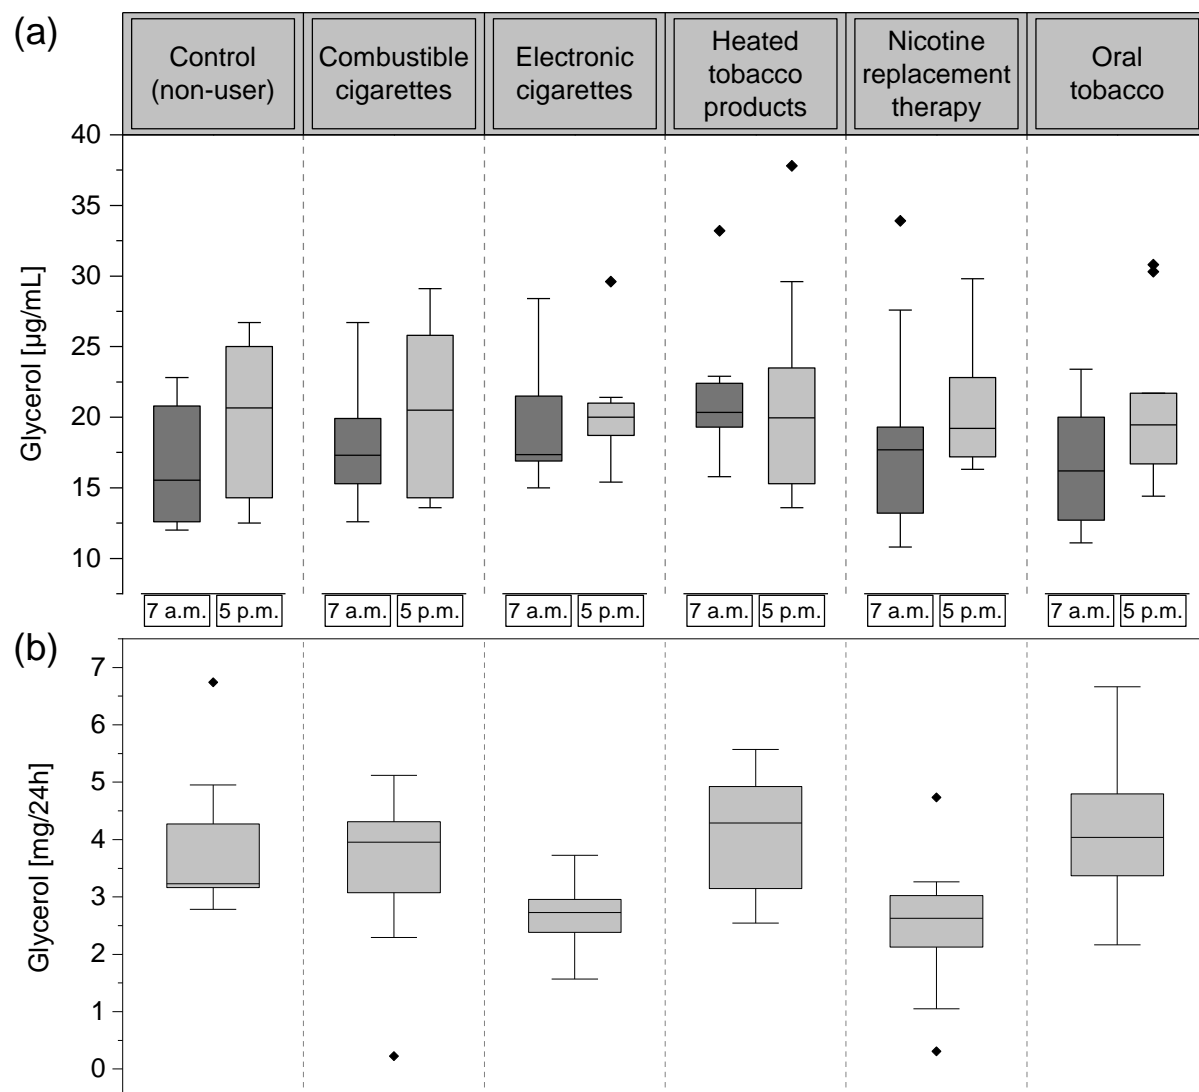 (a)
Control
(non-user)
Combustible
cigarettes
Electronic
cigarettes
Heated
tobacco
products
Nicotine
replacement
therapy
Oral
tobacco
Glycerol [µg/mL]
40
35
30
25
20
15
10
7 a.m. 5 p.m. 7 a.m. 5 p.m. 7 a.m. 5 p.m. 7 a.m. 5 p.m. 7 a.m. 5 p.m. 7 a.m. 5 p.m.
(b)
Glycerol [mg/24h]
7
6
5
4
3
2
1
0